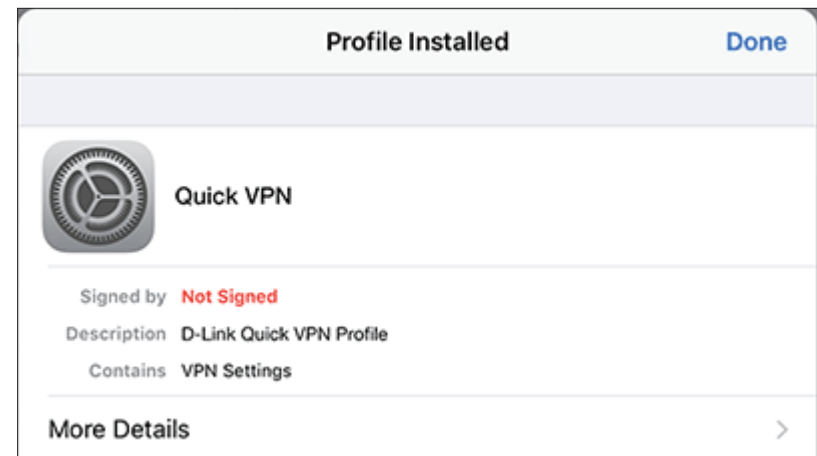 Profile Installed Done
Quick VPN
Signed by Not Signed
Description D-Link Quick VPN Profile
Contains VPN Settings
More Details